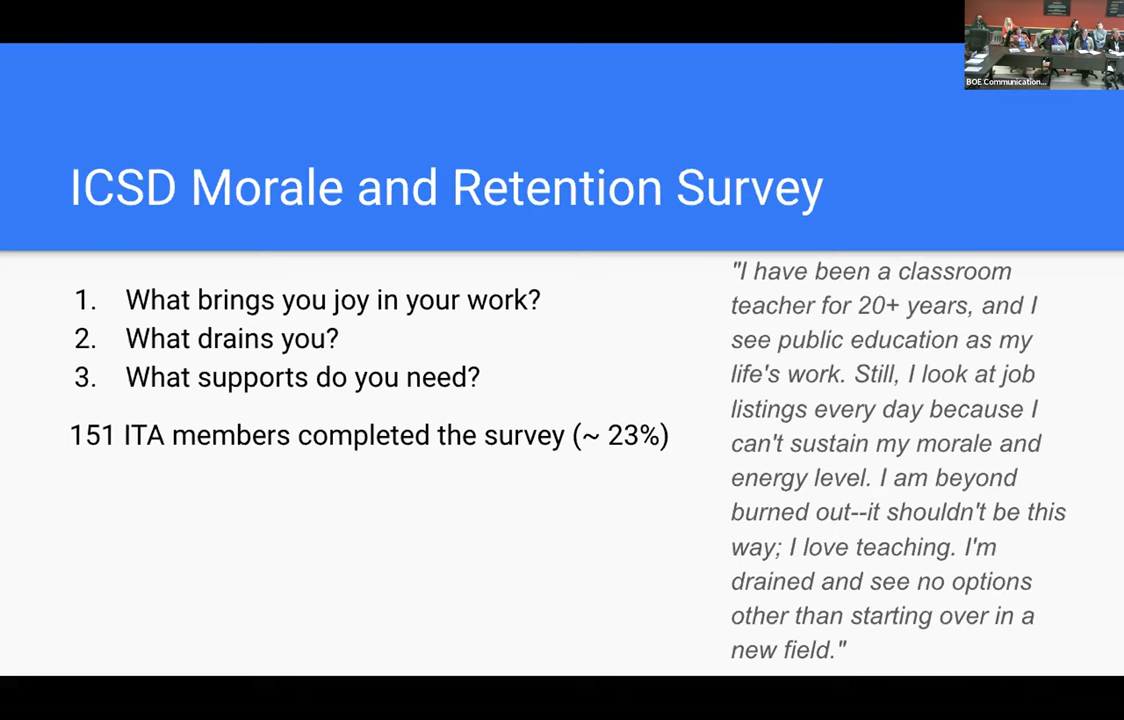 BOE Communication...
ICSD Morale and Retention Survey
1. What brings you joy in your work?
2. What drains you?
3. What supports do you need?
151 ITA members completed the survey (~ 23%)
"I have been a classroom
teacher for 20+ years, and I
see public education as my
life's work. Still, I look at job
listings every day because I
can't sustain my morale and
energy level. I am beyond
burned out--it shouldn't be this
way; I love teaching. I'm
drained and see no options
other than starting over in a
new field."